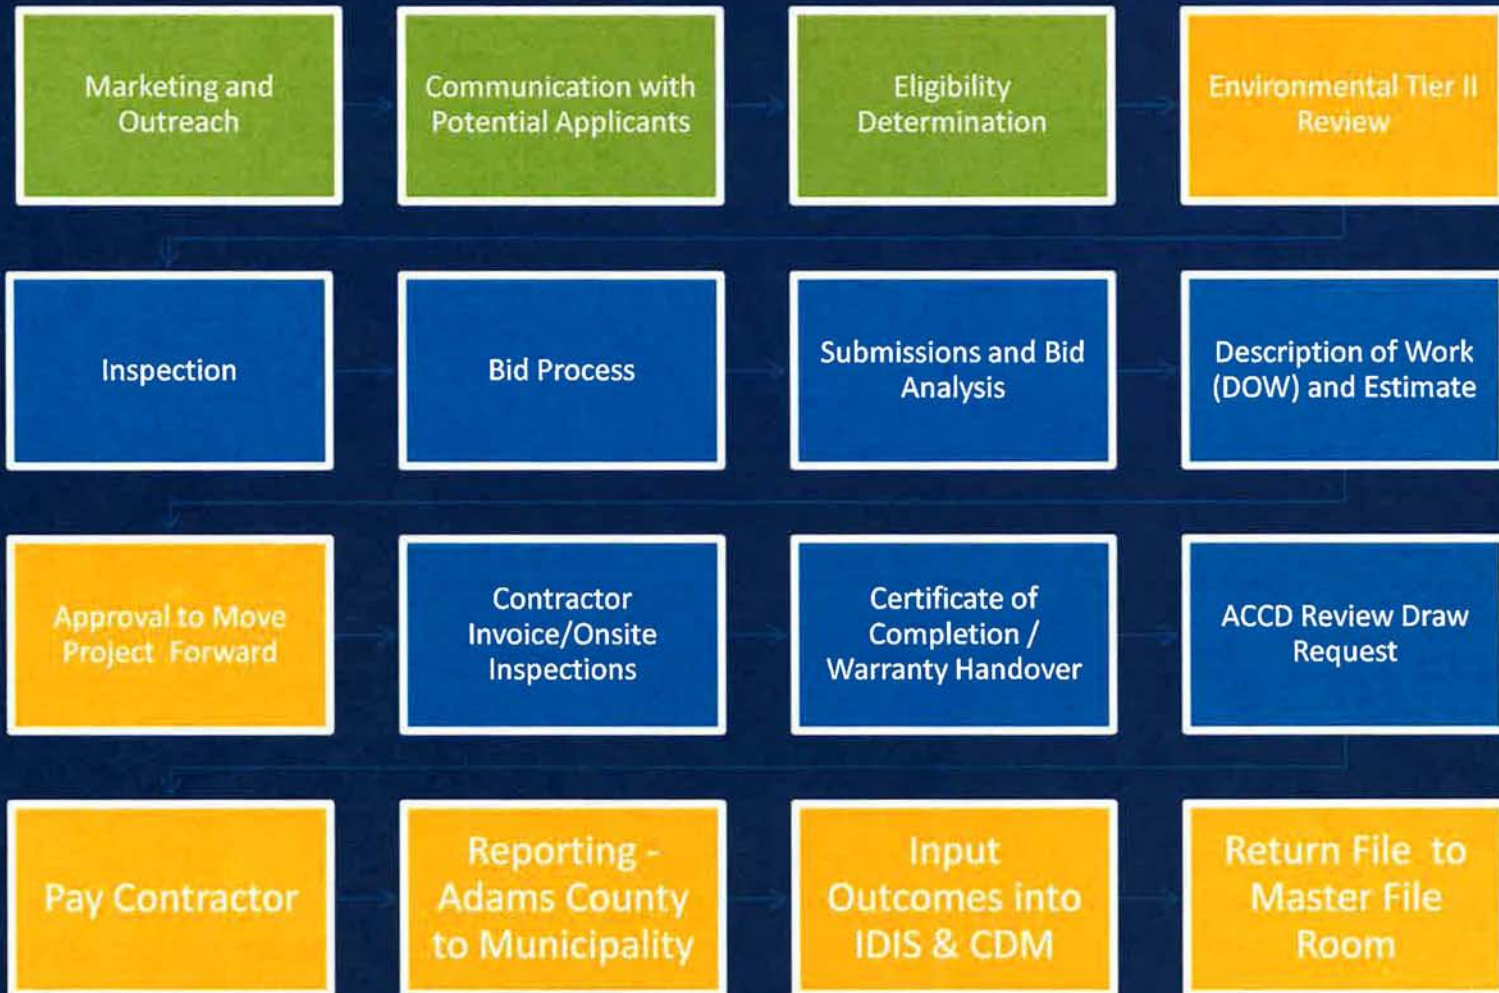 Marketing and
Outreach
Communication with
Potential Applicants
Eligibility
Determination
Environmental Tier II
Review
Inspection
Bid Process
Submissions and Bid
Analysis
Description of Work
(DOW) and Estimate
Approval to Move
Project Forward
Contractor
Invoice/Onsite
Inspections
Certificate of
Completion /
Warranty Handover
ACCD Review Draw
Request
Pay Contractor
Reporting -
Adams County
to Municipality
Input
Outcomes into
IDIS & CDM
Return File to
Master File
Room